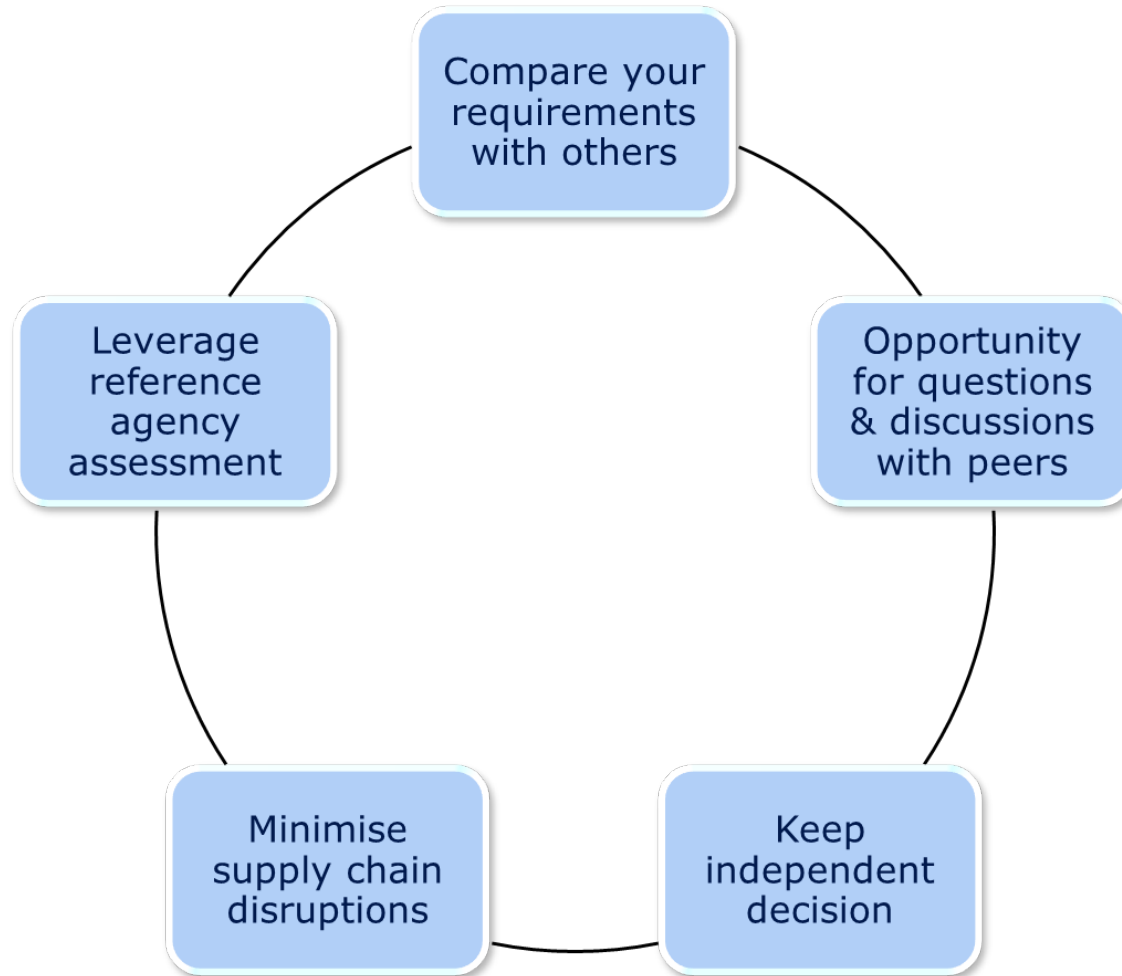 Compare your
requirements
with others
Opportunity
for questions
& discussions
with peers
Keep
independent
decision
Minimise
supply chain
disruptions
Leverage
reference
agency
assessment